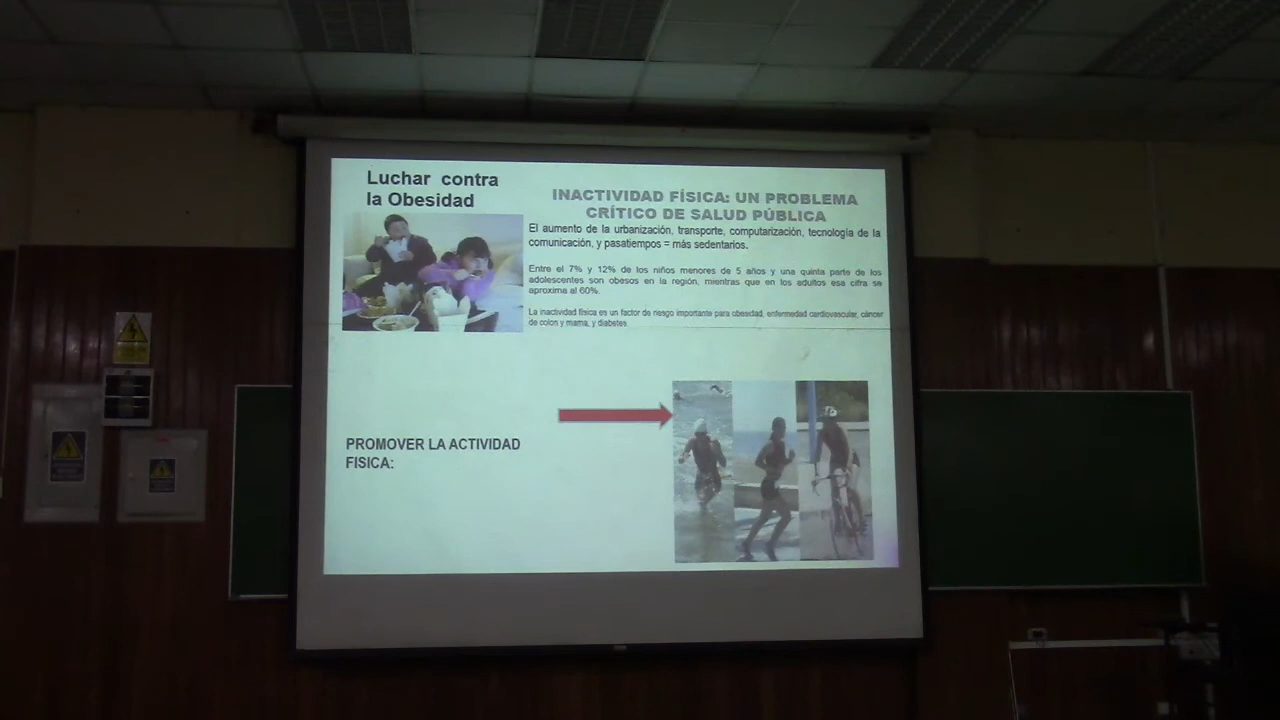 Luchar contra
la Obesidad
INACTIVIDAD FÍSICA: UN PROBLEMA
CRÍTICO DE SALUD PÚBLICA
El aumento de la urbanización, transporte, computarización, tecnología de la
comunicación, y pasatiempos = más sedentarios.
Entre el 7% y 12% de los niños menores de 5 años y una quinta parte de los
adolescentes son obesos en la región, mientras que en los adultos esa cifra se
aproxima al 60%.
La inactividad física es un factor de riesgo importante para obesidad, enfermedad cardiovascular, cáncer
de colon y mama, y diabetes
PROMOVER LA ACTIVIDAD
FISICA: